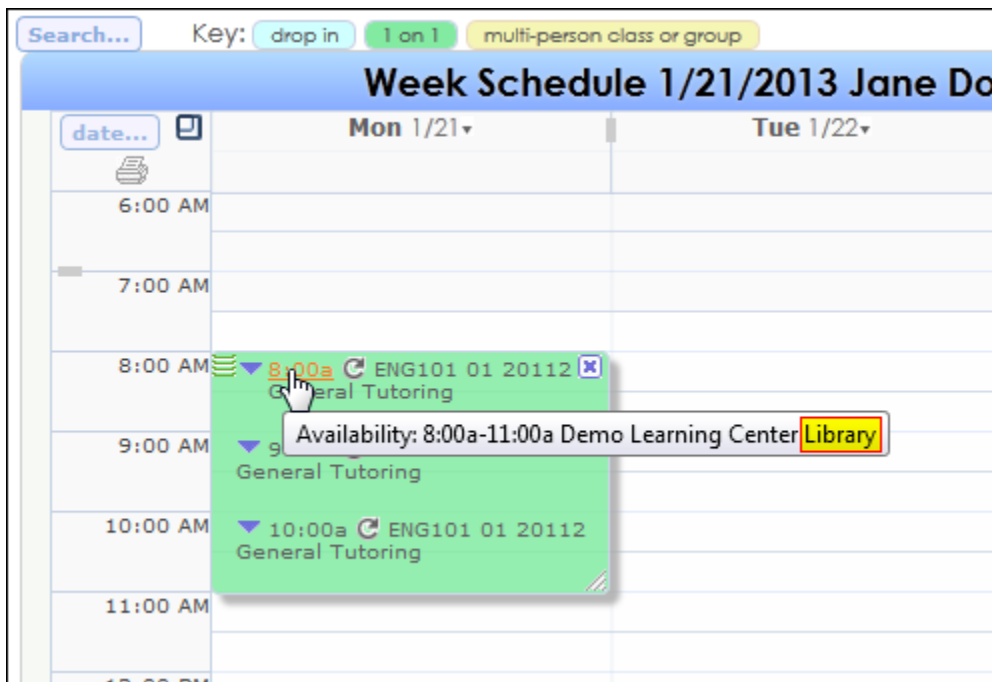 Search... Key: drop in 1 on 1 multi-person class or group
Week Schedule 1/21/2013 Jane
date... Mon 1/21 Tue 1/22
6:00 AM
7:00 AM
8:00 AM 8:00a ENG101 01 20112
General Tutoring
Availability: 8:00a-11:00a Demo Learning Center Library
9:00 AM
General Tutoring
10:00 AM 10:00a ENG101 01 20112
General Tutoring
11:00 AM